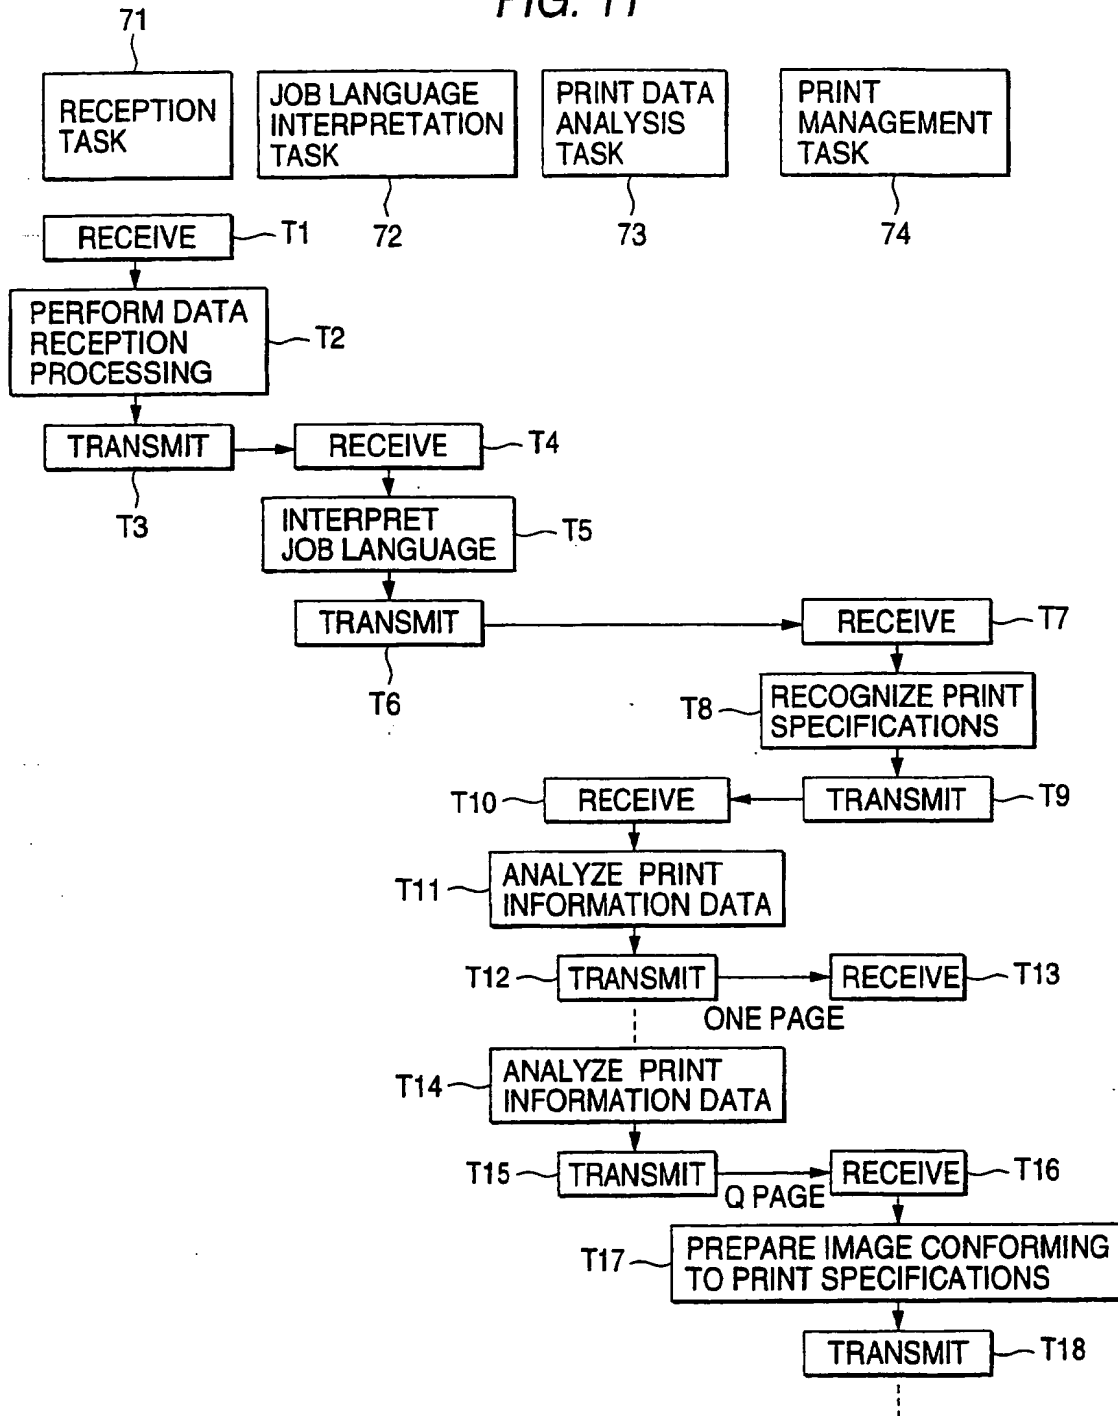 FIG. 11
71
RECEPTION
TASK
JOB LANGUAGE
INTERPRETATION
TASK
PRINT DATA
ANALYSIS
TASK
PRINT
MANAGEMENT
TASK
72
73
74
RECEIVE
T1
PERFORM DATA
RECEPTION
PROCESSING
T2
TRANSMIT
T3
RECEIVE
T4
INTERPRET
JOB LANGUAGE
T5
TRANSMIT
T6
RECEIVE
T7
T8
RECOGNIZE PRINT
SPECIFICATIONS
T10
RECEIVE
TRANSMIT
T9
T11
ANALYZE PRINT
INFORMATION DATA
T12
TRANSMIT
RECEIVE
T13
ONE PAGE
T14
ANALYZE PRINT
INFORMATION DATA
T15
TRANSMIT
RECEIVE
T16
Q PAGE
T17
PREPARE IMAGE CONFORMING
TO PRINT SPECIFICATIONS
TRANSMIT
T18